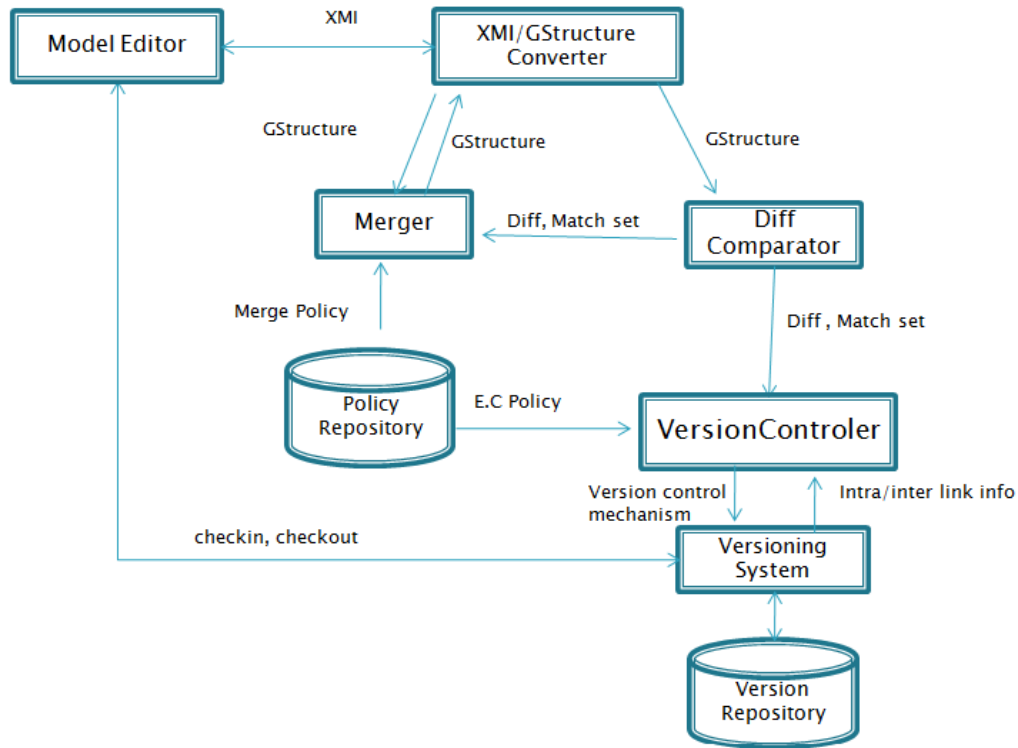 XMI
Model Editor
XMI/GStructure
Converter
GStructure
GStructure
GStructure
Merger
Diff, Match set
Diff
Comparator
Merge Policy
Diff , Match set
Policy
Repository
E.C Policy
VersionControler
Version control
mechanism
Intra/inter link info
checkin, checkout
Versioning
System
Version
Repository